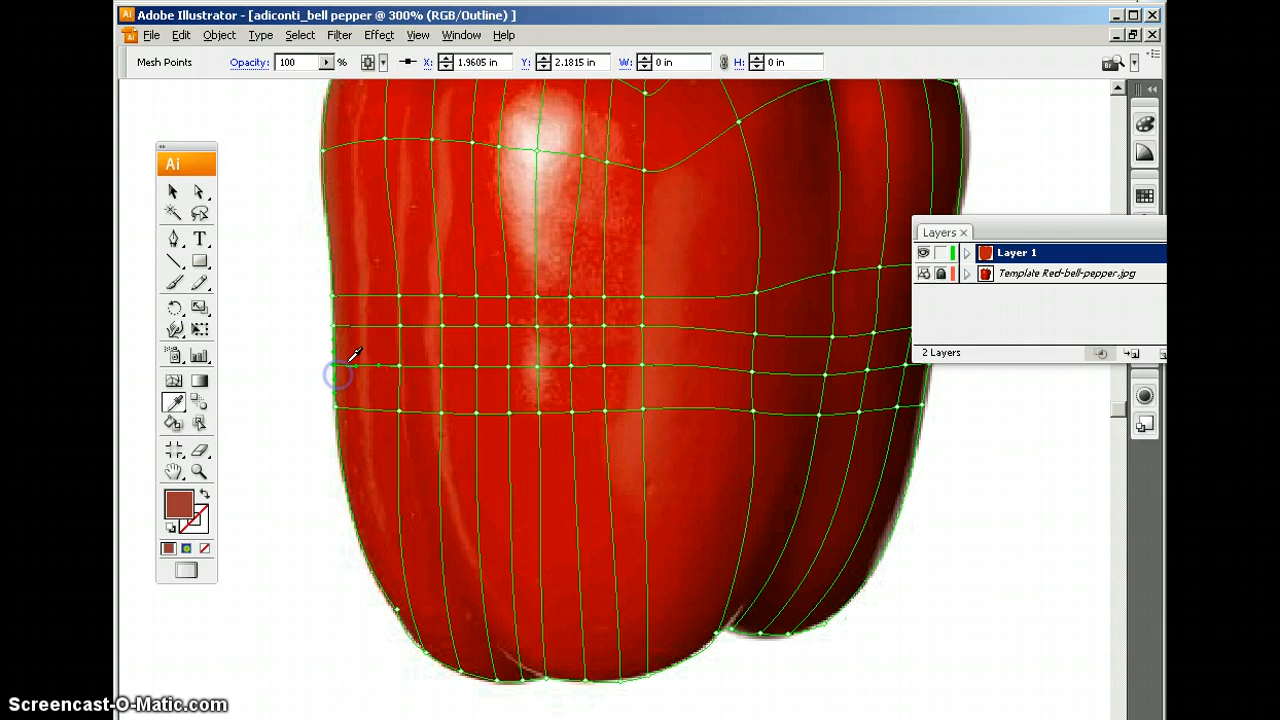 Ai Adobe Illustrator - [adiconti_bell pepper @ 300% (RGB/Outline) ]
File Edit Object Type Select Filter Effect View Window Help
Mesh Points Opacity: 100 % X: 1.9605 in Y: 2.1815 in W: 0 in H: 0 in
Ai
Layers x
Layer 1
Template Red-bell-pepper.jpg
2 Layers
Screencast-O-Matic.com